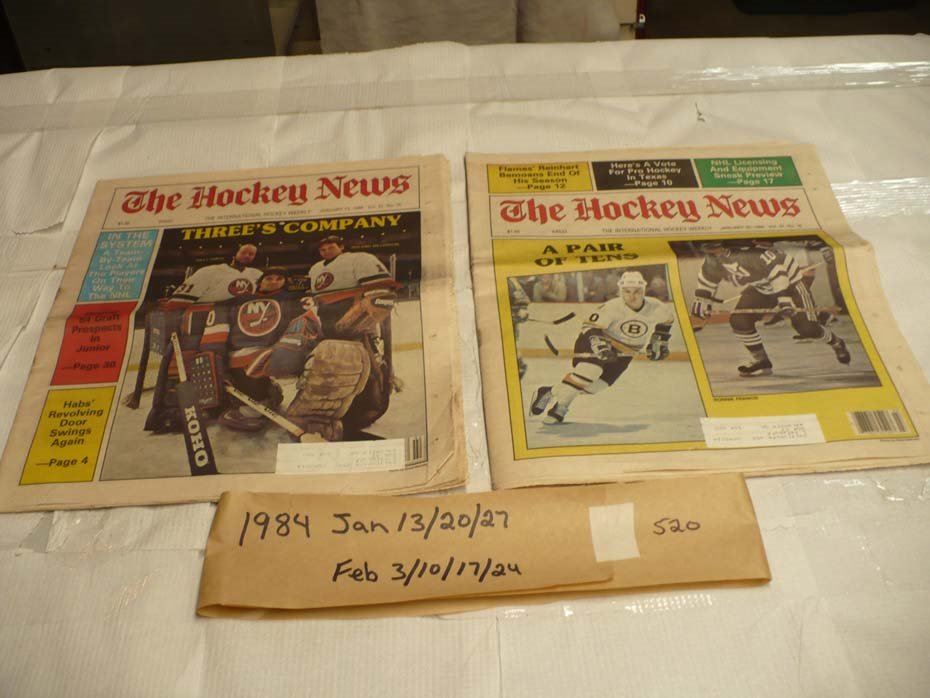 The Hockey News
THE INTERNATIONAL HOCKEY WEEKLY
THREE'S COMPANY
IN THE
SYSTEM
A Team-
By-Team
Look At
The Players
On Their
Way To
The NHL
'84 Draft
Prospects
In
Junior
—Page 30
Habs'
Revolving
Door
Swings
Again
—Page 4
KOHO
NY
Flames' Reinhart
Bemoans End Of
His Season
—Page 12
Here's A Vote
For Pro Hockey
In Texas
—Page 10
NHL Licensing
And Equipment
Sneak Preview
—Page 17
The Hockey News
THE INTERNATIONAL HOCKEY WEEKLY
A PAIR
OF TENS
B
10
RONNIE FRANCIS
1984 Jan 13/20/27
Feb 3/10/17/24
520